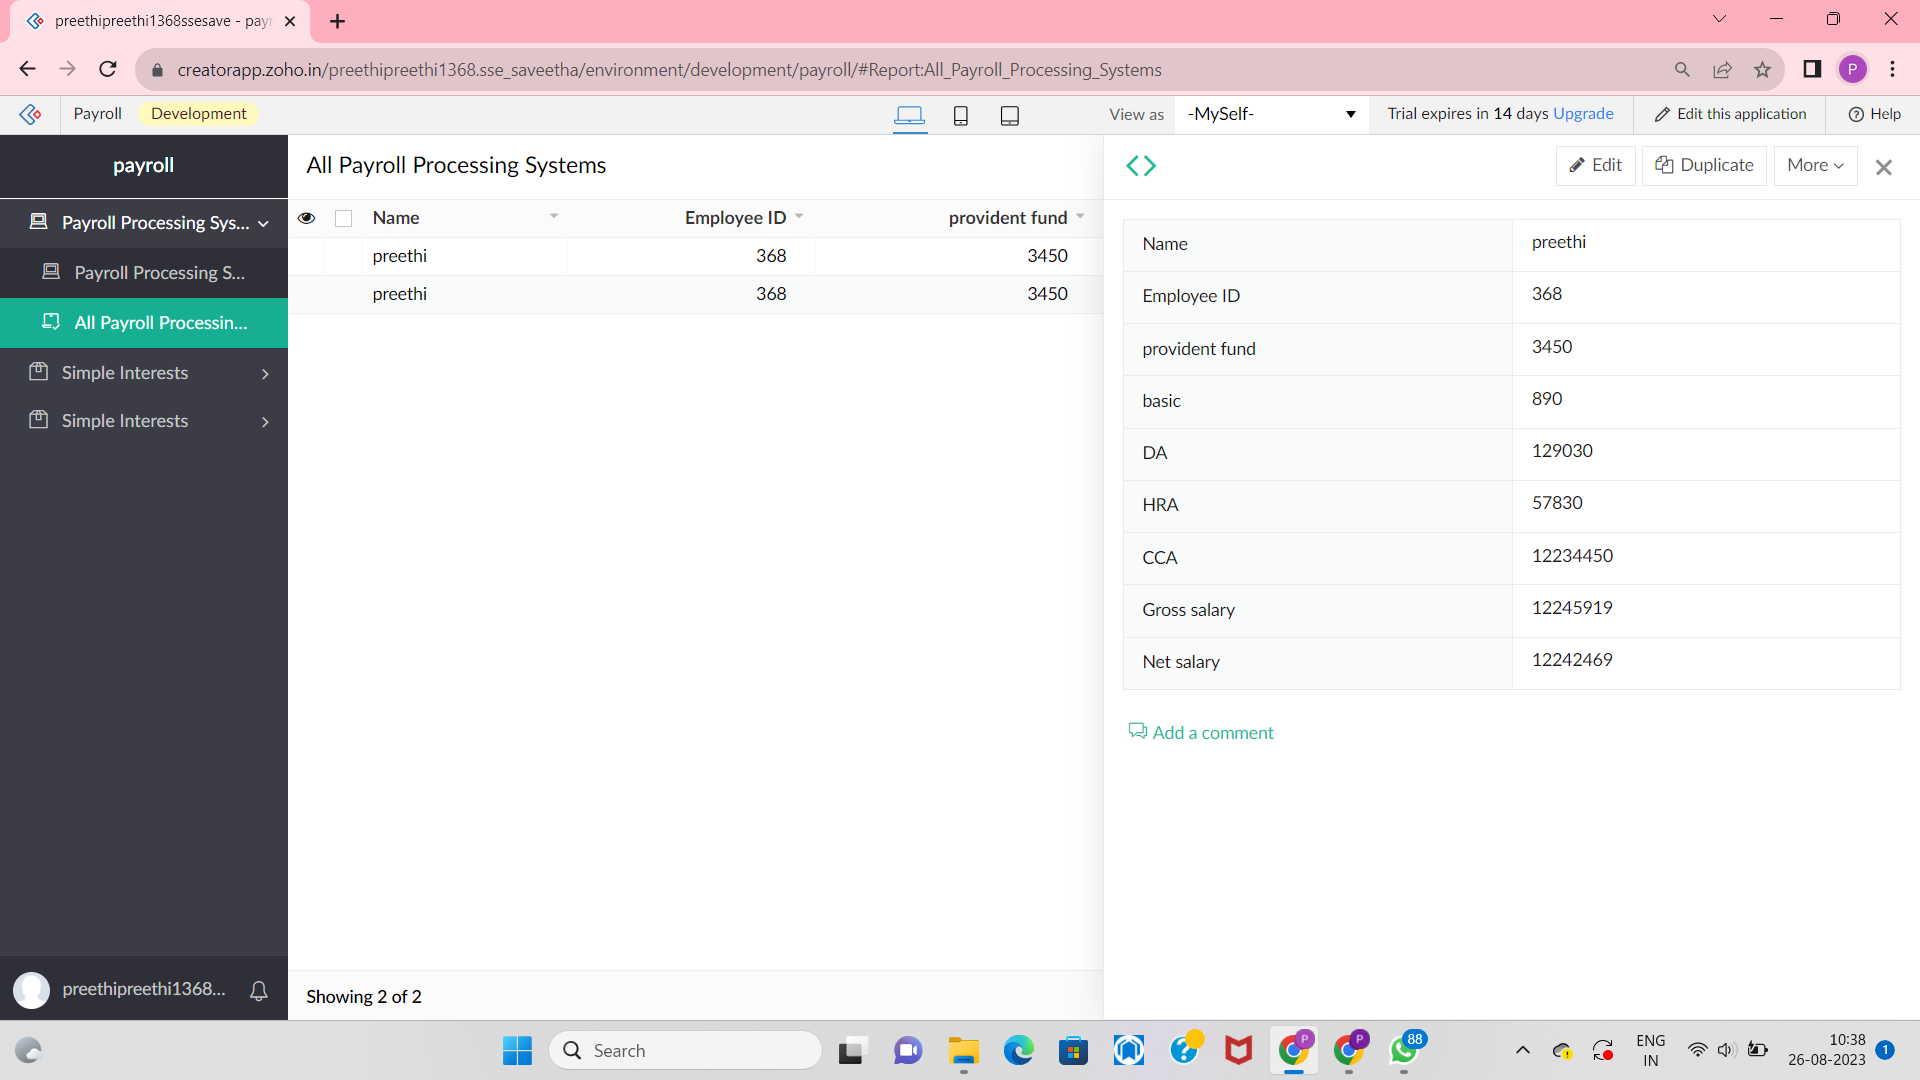 preethipreethi1368ssesave - payr
creatorapp.zoho.in/preethipreethi1368.sse_saveetha/environment/development/payroll/#Report:All_Payroll_Processing_Systems
P
Payroll Development View as -MySelf- Trial expires in 14 days Upgrade Edit this application Help
payroll
Payroll Processing Sys...
Payroll Processing S...
All Payroll Processin...
Simple Interests
Simple Interests
preethipreethi1368...
All Payroll Processing Systems
Name Employee ID provident fund
preethi 368 3450
preethi 368 3450
Showing 2 of 2
Edit Duplicate More
Name preethi
Employee ID 368
provident fund 3450
basic 890
DA 129030
HRA 57830
CCA 12234450
Gross salary 12245919
Net salary 12242469
Add a comment
Search
P
P
88
ENG
IN
10:38
26-08-2023
1